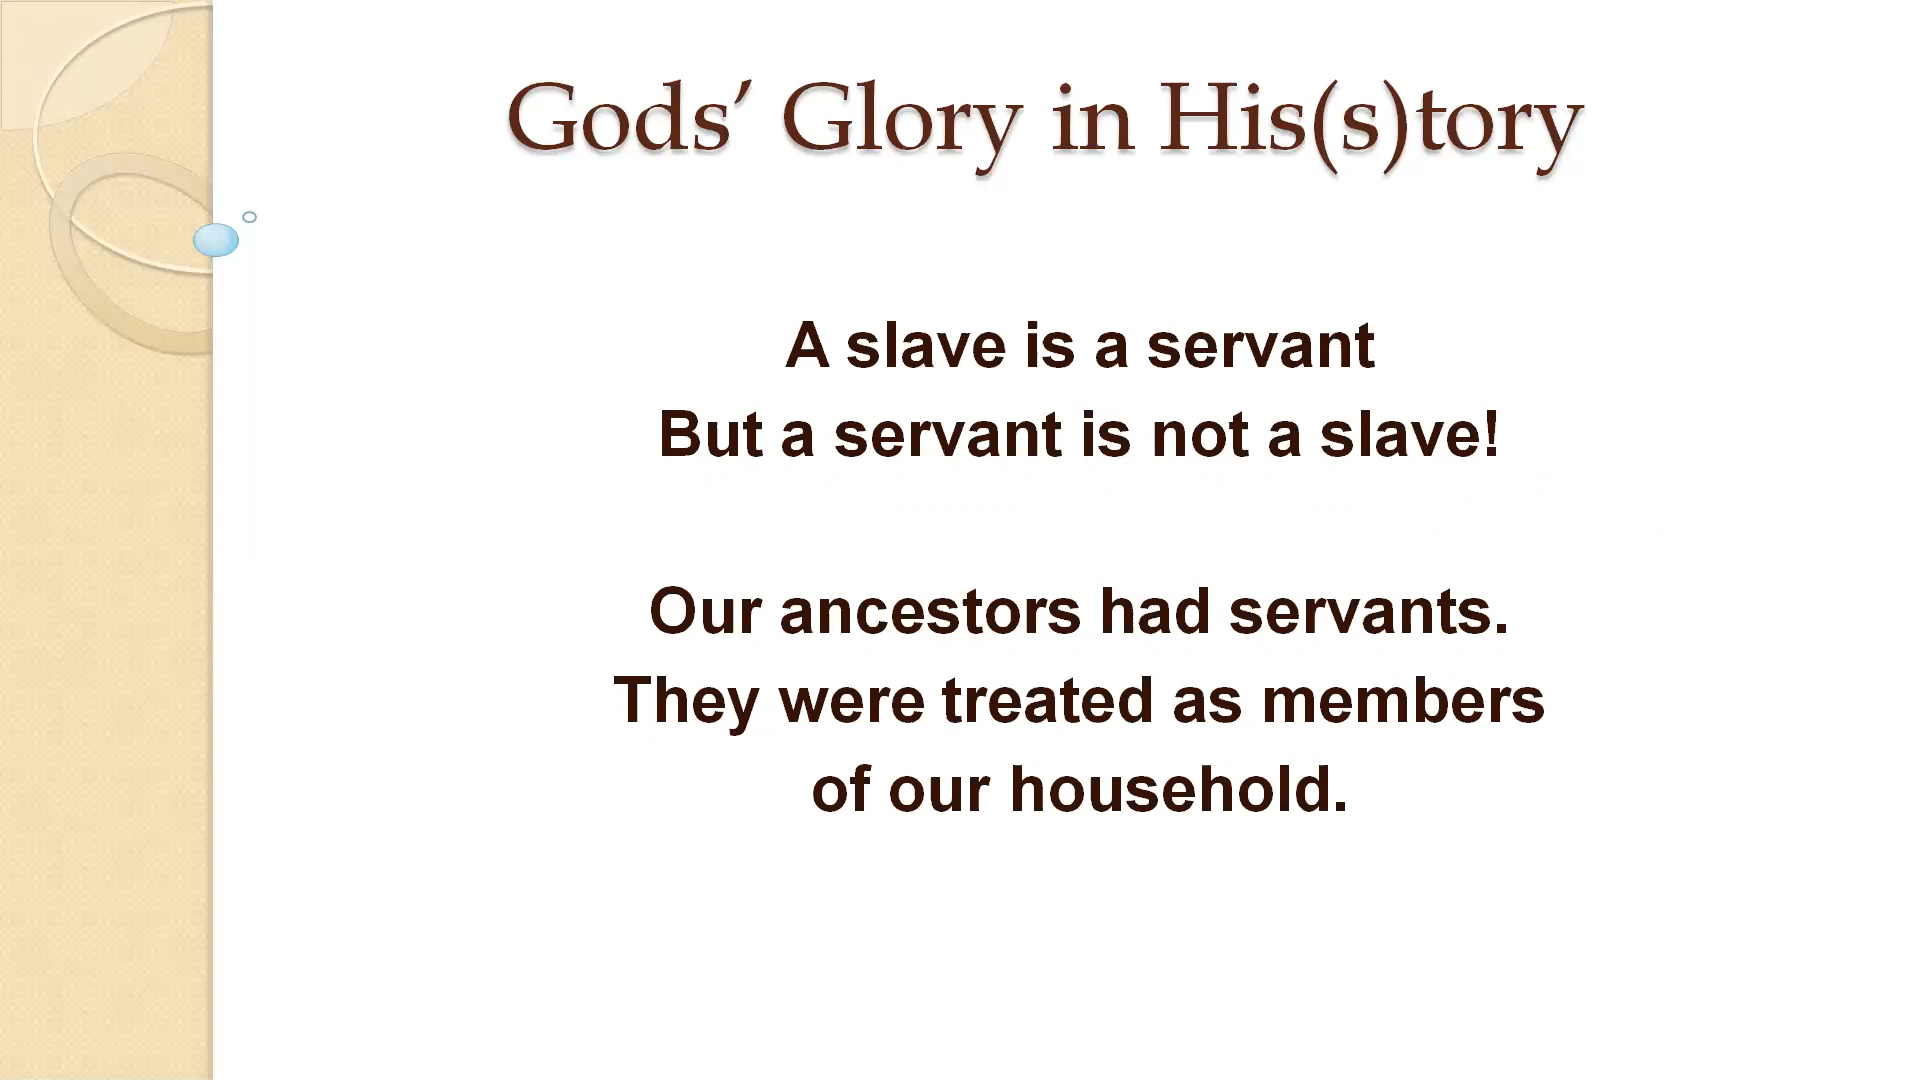 Gods’ Glory in His(s)tory
A slave is a servant
But a servant is not a slave!
Our ancestors had servants.
They were treated as members
of our household.